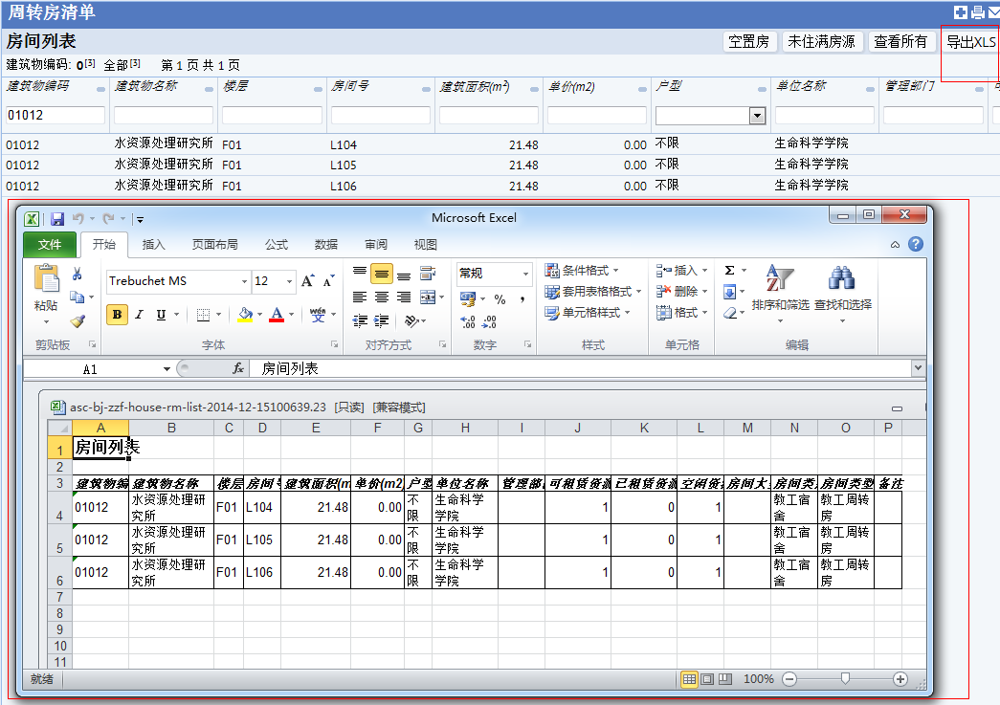 周转房清单
房间列表 空置房 未住满房源 查看所有 导出XLS
建筑物编码: 0[3] 全部[3] 第 1 页 共 1 页
建筑物编码 建筑物名称 楼层 房间号 建筑面积(m²) 单价(m2) 户型 单位名称 管理部门
01012
01012 水资源处理研究所 F01 L104 21.48 0.00 不限 生命科学学院
01012 水资源处理研究所 F01 L105 21.48 0.00 不限 生命科学学院
01012 水资源处理研究所 F01 L106 21.48 0.00 不限 生命科学学院
Microsoft Excel
文件 开始 插入 页面布局 公式 数据 审阅 视图
Trebuchet MS 12 A A 常规 条件格式 插入 Σ
粘贴 B I U A wén 文 % , 套用表格格式 删除 排序和筛选 查找和选择
.00 .00 单元格样式 格式
剪贴板 字体 对齐方式 数字 样式 单元格 编辑
A1 fx 房间列表
asc-bj-zzf-house-rm-list-2014-12-15100639.23 [只读] [兼容模式]
A B C D E F G H I J K L M N O P
1 房间列表
2
3 建筑物编 建筑物名称 楼层 房间号 建筑面积(m 单价(m2) 户型 单位名称 管理部门 可租赁资源 已租赁资源 空闲资 房间大 房间类 房间类型 备注
4 01012 水资源处理研究所 F01 L104 21.48 0.00 不限 生命科学学院 1 0 1 教工宿舍 教工周转房
5 01012 水资源处理研究所 F01 L105 21.48 0.00 不限 生命科学学院 1 0 1 教工宿舍 教工周转房
6 01012 水资源处理研究所 F01 L106 21.48 0.00 不限 生命科学学院 1 0 1 教工宿舍 教工周转房
7
8
9
10
11
就绪 100%